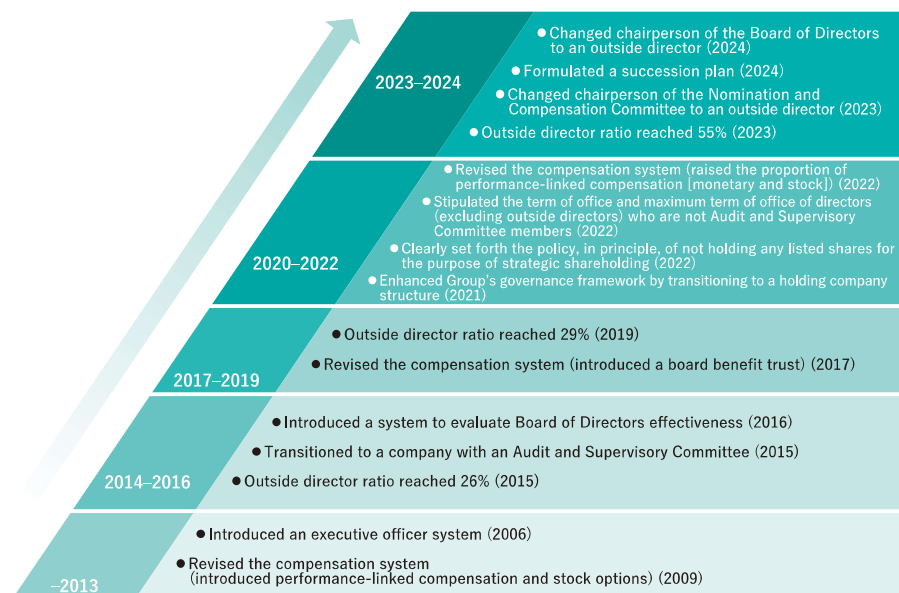 2023–2024
● Changed chairperson of the Board of Directors
to an outside director (2024)
● Formulated a succession plan (2024)
● Changed chairperson of the Nomination and
Compensation Committee to an outside director (2023)
● Outside director ratio reached 55% (2023)
2020–2022
● Revised the compensation system (raised the proportion of
performance-linked compensation [monetary and stock]) (2022)
● Stipulated the term of office and maximum term of office of directors
(excluding outside directors) who are not Audit and Supervisory
Committee members (2022)
● Clearly set forth the policy, in principle, of not holding any listed shares for
the purpose of strategic shareholding (2022)
● Enhanced Group's governance framework by transitioning to a holding company
structure (2021)
2017–2019
● Outside director ratio reached 29% (2019)
● Revised the compensation system (introduced a board benefit trust) (2017)
2014–2016
● Introduced a system to evaluate Board of Directors effectiveness (2016)
● Transitioned to a company with an Audit and Supervisory Committee (2015)
● Outside director ratio reached 26% (2015)
–2013
● Introduced an executive officer system (2006)
● Revised the compensation system
(introduced performance-linked compensation and stock options) (2009)